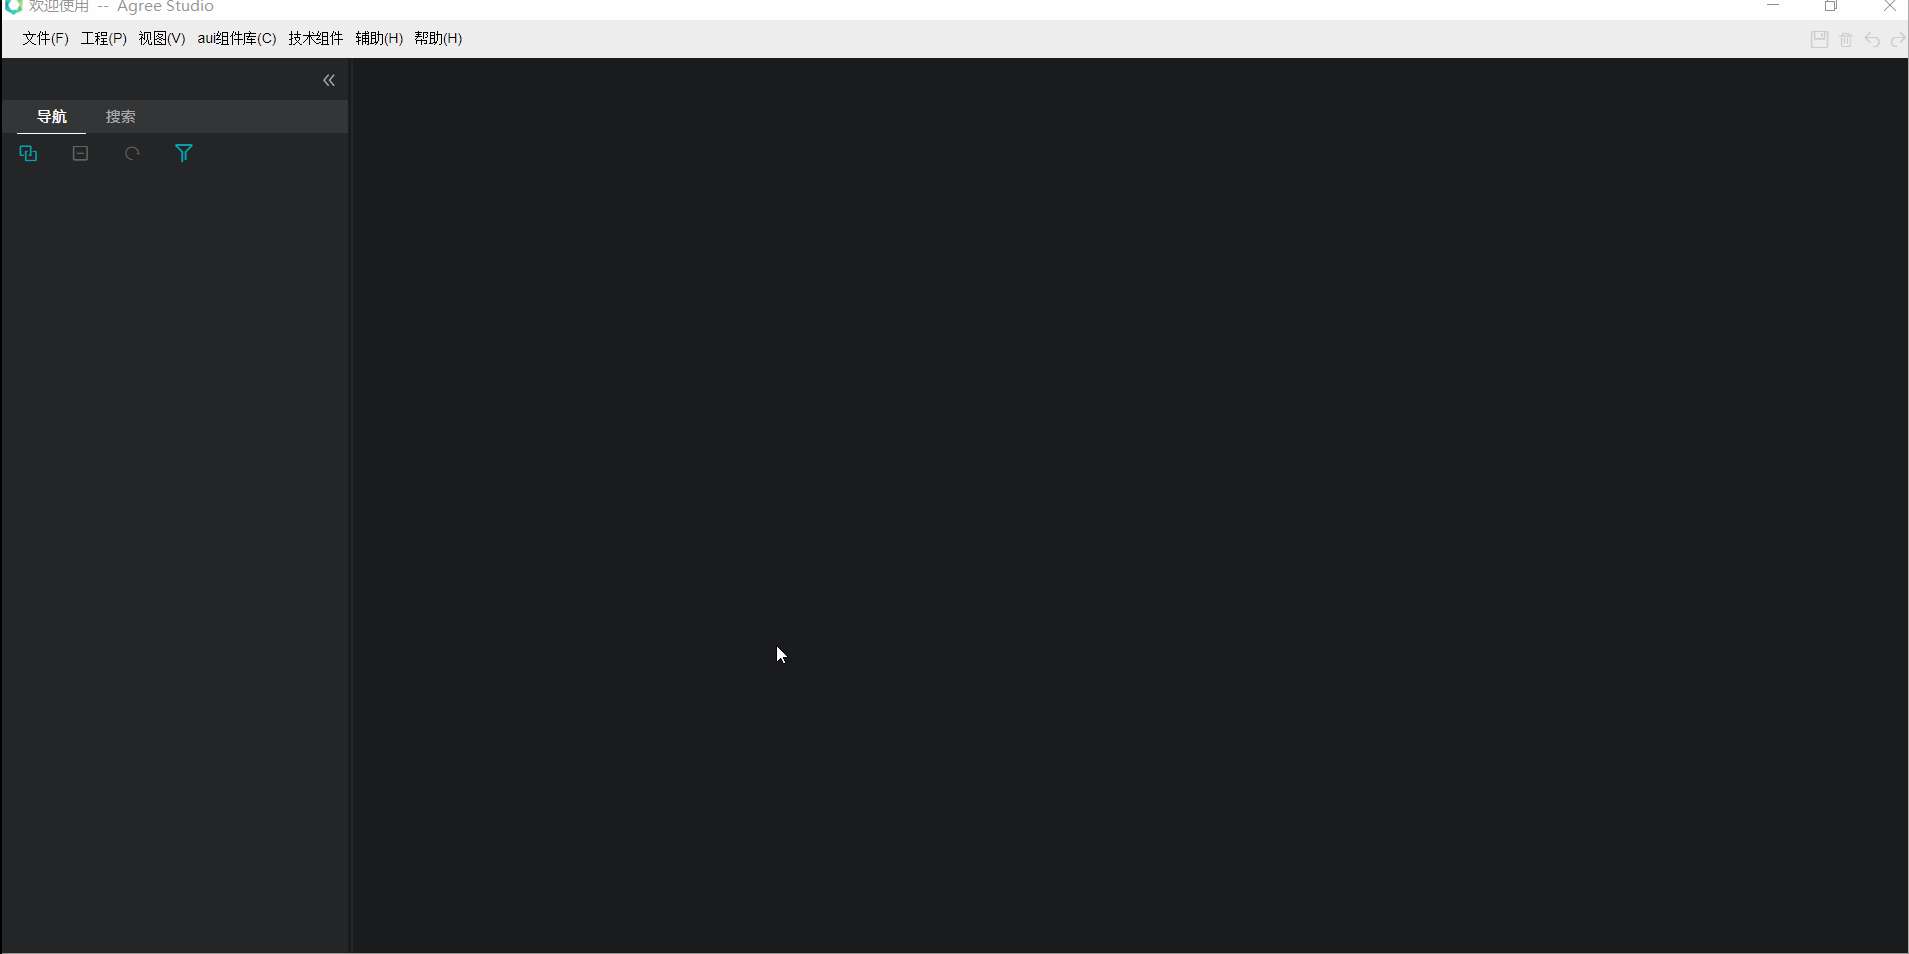 欢迎使用 -- Agree Studio
文件(F) 工程(P) 视图(V) aui组件库(C) 技术组件 辅助(H) 帮助(H)
导航 搜索